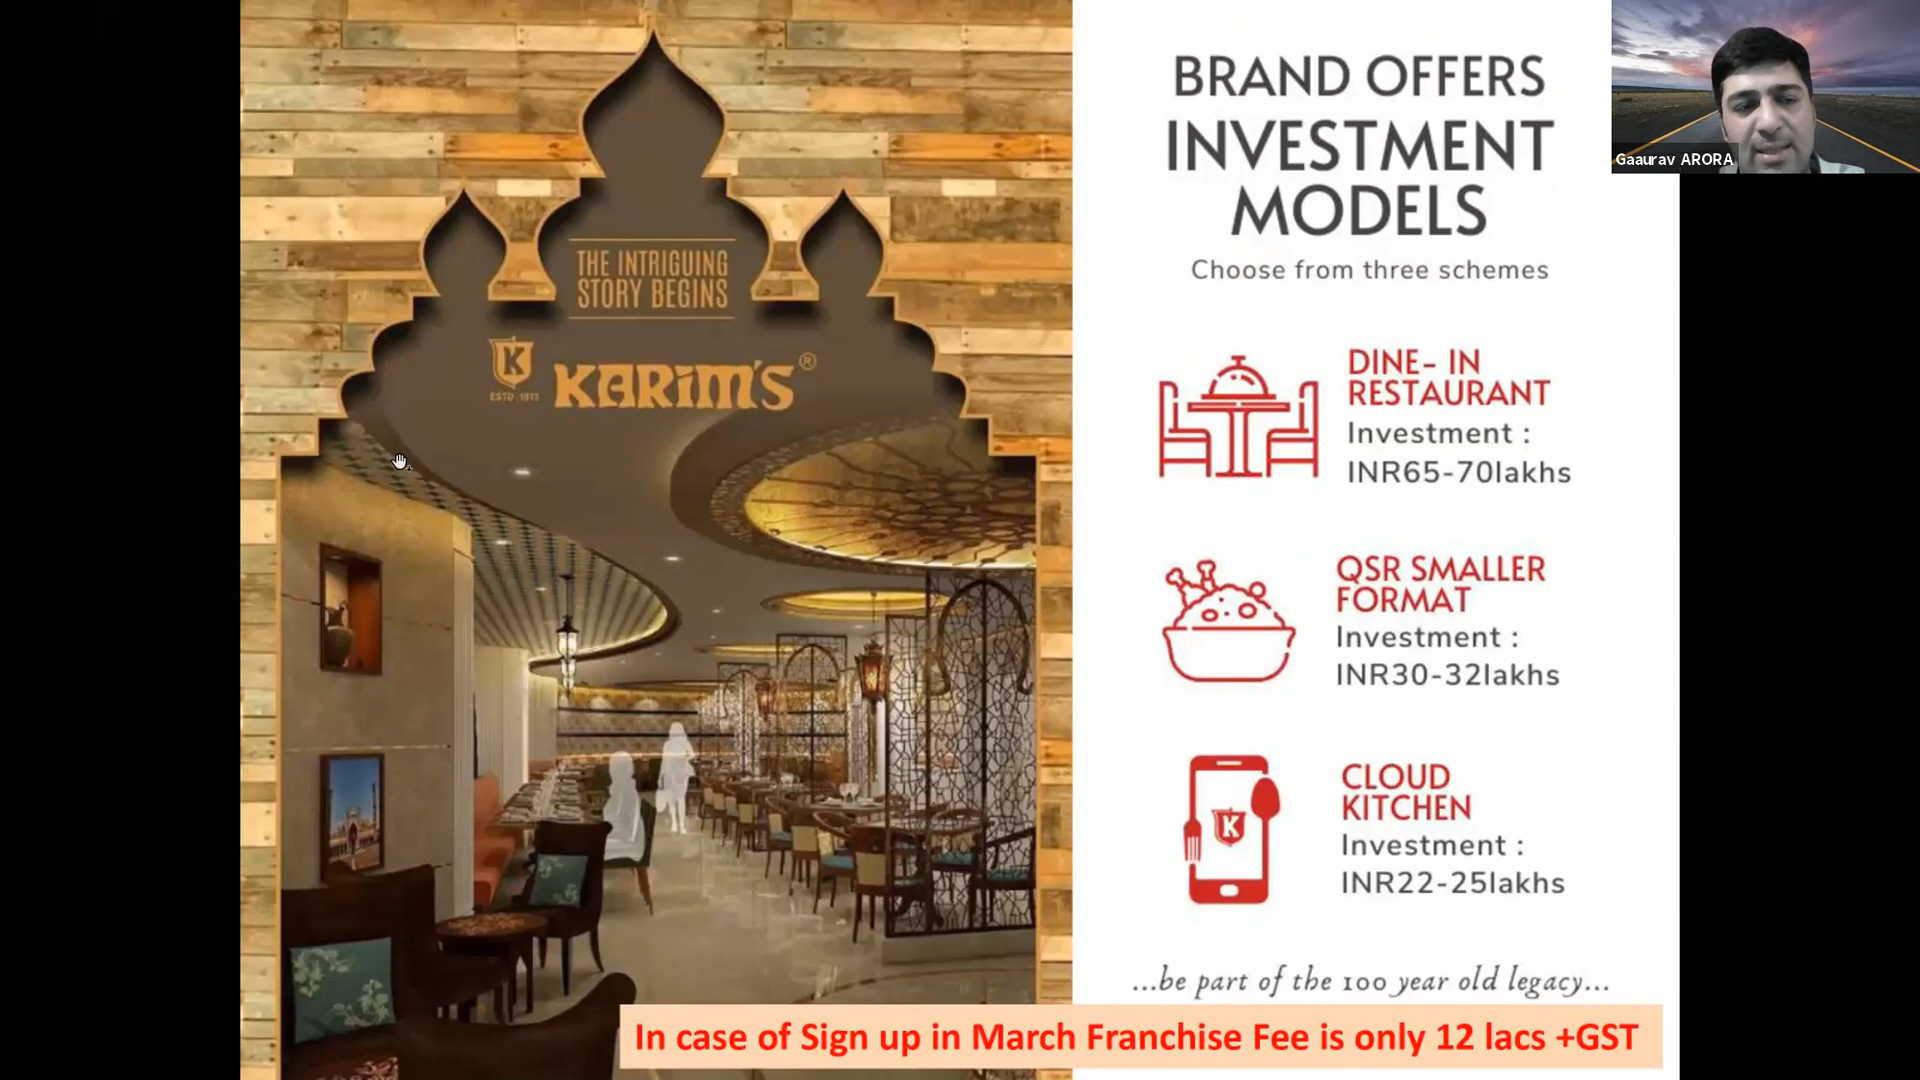 THE INTRIGUING
STORY BEGINS
K
ESTD 1913
KARIM'S®
BRAND OFFERS
INVESTMENT
MODELS
Choose from three schemes
DINE- IN
RESTAURANT
Investment :
INR65-70lakhs
QSR SMALLER
FORMAT
Investment :
INR30-32lakhs
K
CLOUD
KITCHEN
Investment :
INR22-25lakhs
...be part of the 100 year old legacy...
In case of Sign up in March Franchise Fee is only 12 lacs +GST
Gaaurav ARORA